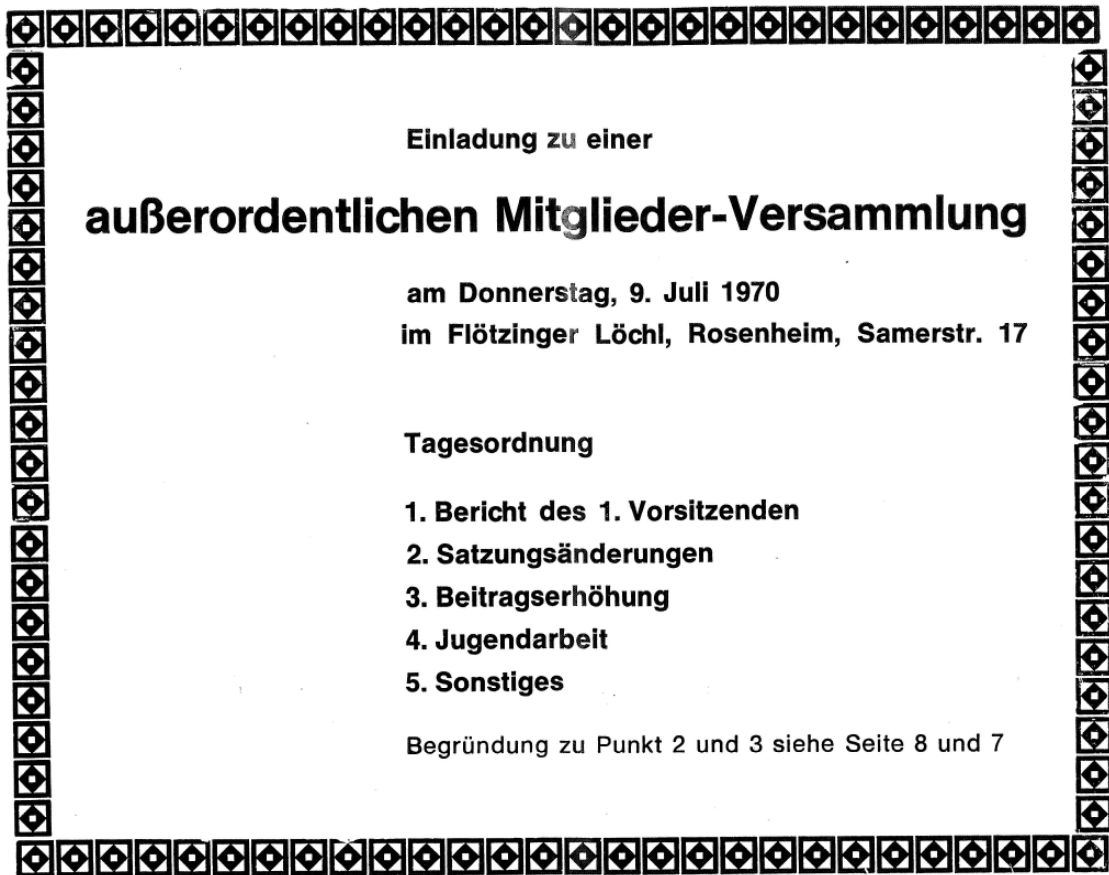 Einladung zu einer
außerordentlichen Mitglieder-Versammlung
am Donnerstag, 9. Juli 1970
im Flötzinger Löchl, Rosenheim, Samerstr. 17
Tagesordnung
1. Bericht des 1. Vorsitzenden
2. Satzungsänderungen
3. Beitragserhöhung
4. Jugendarbeit
5. Sonstiges
Begründung zu Punkt 2 und 3 siehe Seite 8 und 7